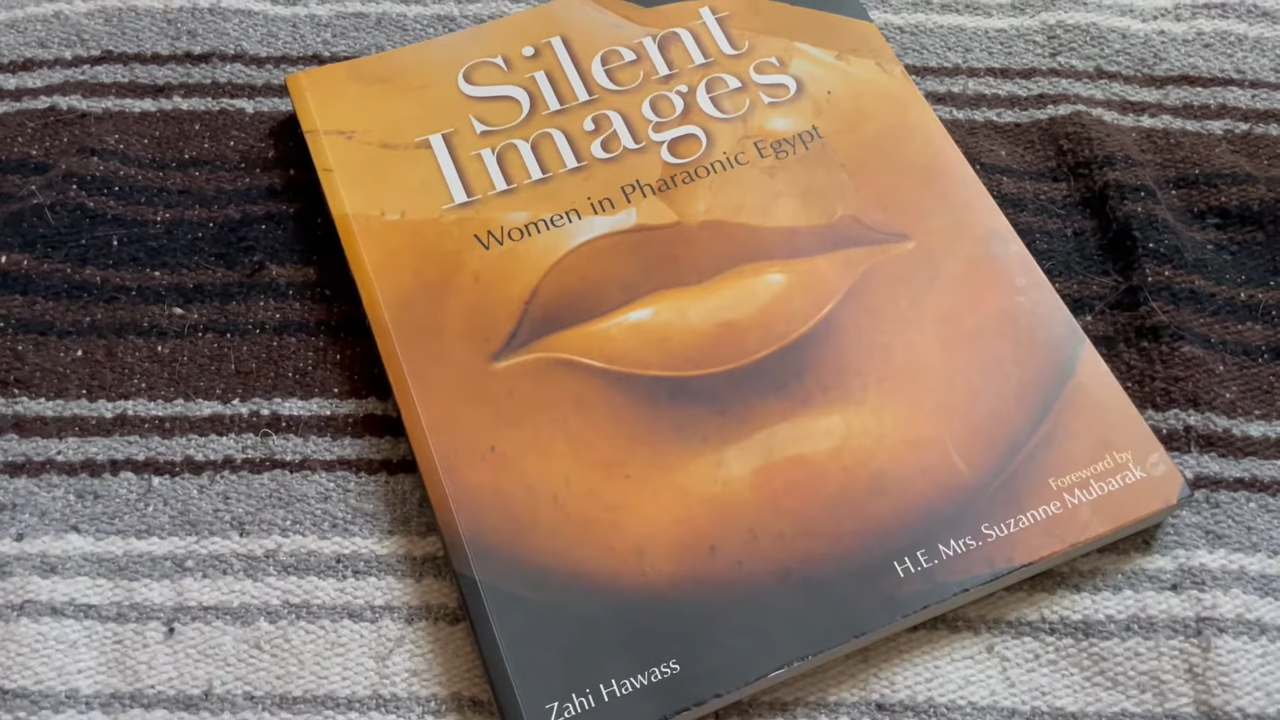 Silent
Images
Women in Pharaonic Egypt
Foreword by
H.E. Mrs. Suzanne Mubarak
Zahi Hawass